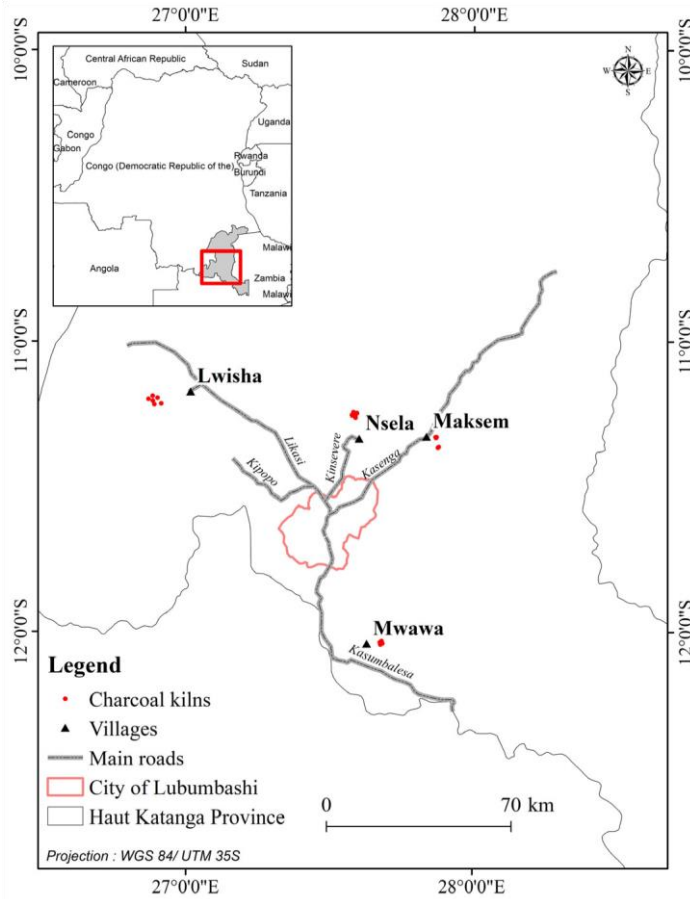 27°0'0"E
28°0'0"E
10°0'0"S
10°0'0"S
N
W
E
S
Central African Republic
Sudan
Cameroon
Uganda
Congo
Gabon
Congo (Democratic Republic of the)
Rwanda
Burundi
Tanzania
Malawi
Angola
Zambia
Malawi
11°0'0"S
11°0'0"S
Lwisha
Nsela
Maksem
Likasi
Kinsevere
Kasenga
Kipopo
12°0'0"S
12°0'0"S
Mwawa
Kasumbalesa
Legend
Charcoal kilns
Villages
Main roads
City of Lubumbashi
Haut Katanga Province
0
70 km
Projection : WGS 84/ UTM 35S
27°0'0"E
28°0'0"E